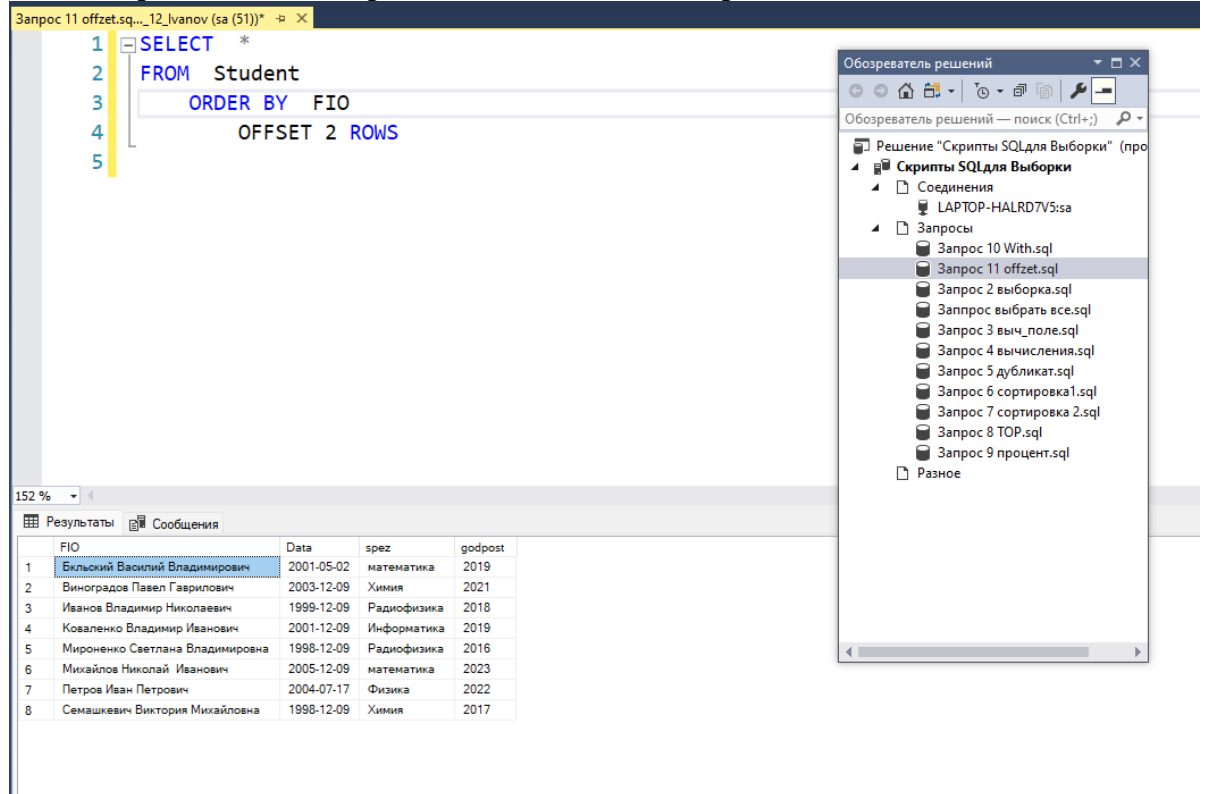 Запрос 11 offzet.sq..._12_Ivanov (sa (51))*
1 SELECT *
2 FROM Student
3 ORDER BY FIO
4 OFFSET 2 ROWS
5
Обозреватель решений
Обозреватель решений — поиск (Ctrl+;)
Решение "Скрипты SQLдля Выборки" (про
Скрипты SQLдля Выборки
Соединения
LAPTOP-HALRD7V5:sa
Запросы
Запрос 10 With.sql
Запрос 11 offzet.sql
Запрос 2 выборка.sql
Заппрос выбрать все.sql
Запрос 3 выч_поле.sql
Запрос 4 вычисления.sql
Запрос 5 дубликат.sql
Запрос 6 сортировка1.sql
Запрос 7 сортировка 2.sql
Запрос 8 TOP.sql
Запрос 9 процент.sql
Разное
152 %
Результаты Сообщения
FIO Data spez godpost
1 Бкльский Василий Владимирович 2001-05-02 математика 2019
2 Виноградов Павел Гаврилович 2003-12-09 Химия 2021
3 Иванов Владимир Николаевич 1999-12-09 Радиофизика 2018
4 Коваленко Владимир Иванович 2001-12-09 Информатика 2019
5 Мироненко Светлана Владимировна 1998-12-09 Радиофизика 2016
6 Михайлов Николай Иванович 2005-12-09 математика 2023
7 Петров Иван Петрович 2004-07-17 Физика 2022
8 Семашкевич Виктория Михайловна 1998-12-09 Химия 2017